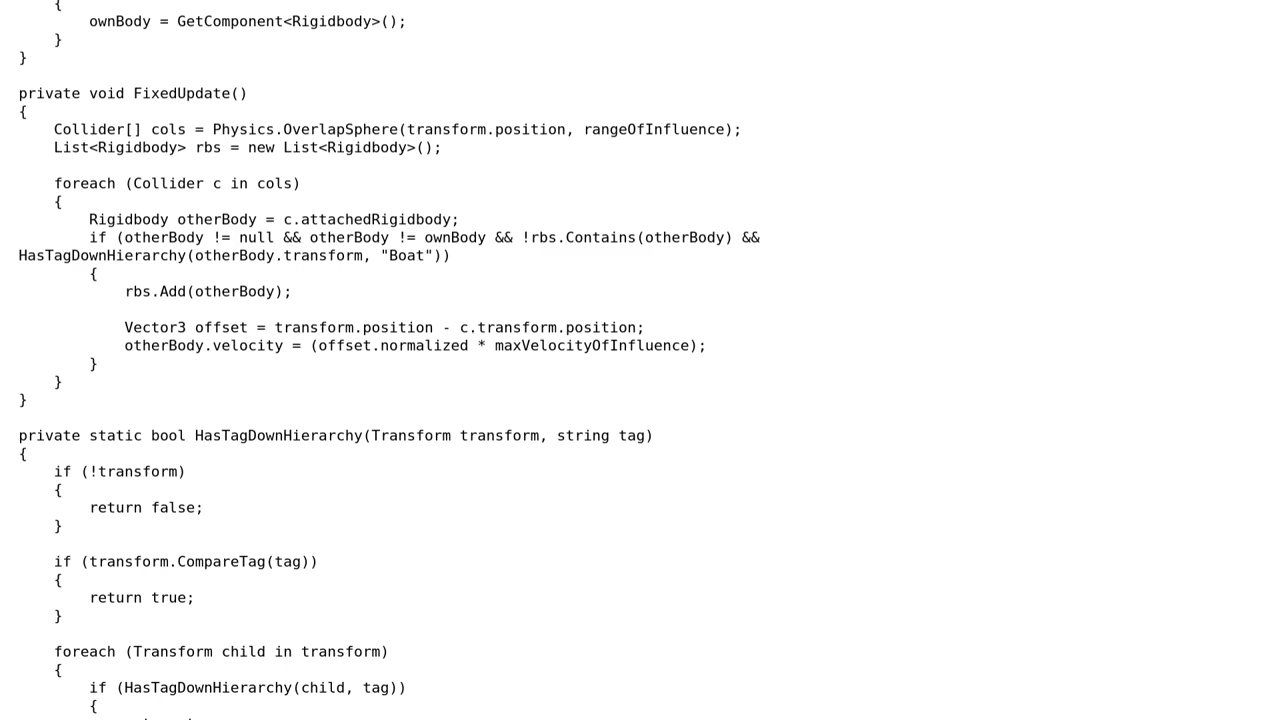 {
ownBody = GetComponent<Rigidbody>();
}
}
private void FixedUpdate()
{
Collider[] cols = Physics.OverlapSphere(transform.position, rangeOfInfluence);
List<Rigidbody> rbs = new List<Rigidbody>();
foreach (Collider c in cols)
{
Rigidbody otherBody = c.attachedRigidbody;
if (otherBody != null && otherBody != ownBody && !rbs.Contains(otherBody) &&
HasTagDownHierarchy(otherBody.transform, "Boat"))
{
rbs.Add(otherBody);
Vector3 offset = transform.position - c.transform.position;
otherBody.velocity = (offset.normalized * maxVelocityOfInfluence);
}
}
}
private static bool HasTagDownHierarchy(Transform transform, string tag)
{
if (!transform)
{
return false;
}
if (transform.CompareTag(tag))
{
return true;
}
foreach (Transform child in transform)
{
if (HasTagDownHierarchy(child, tag))
{